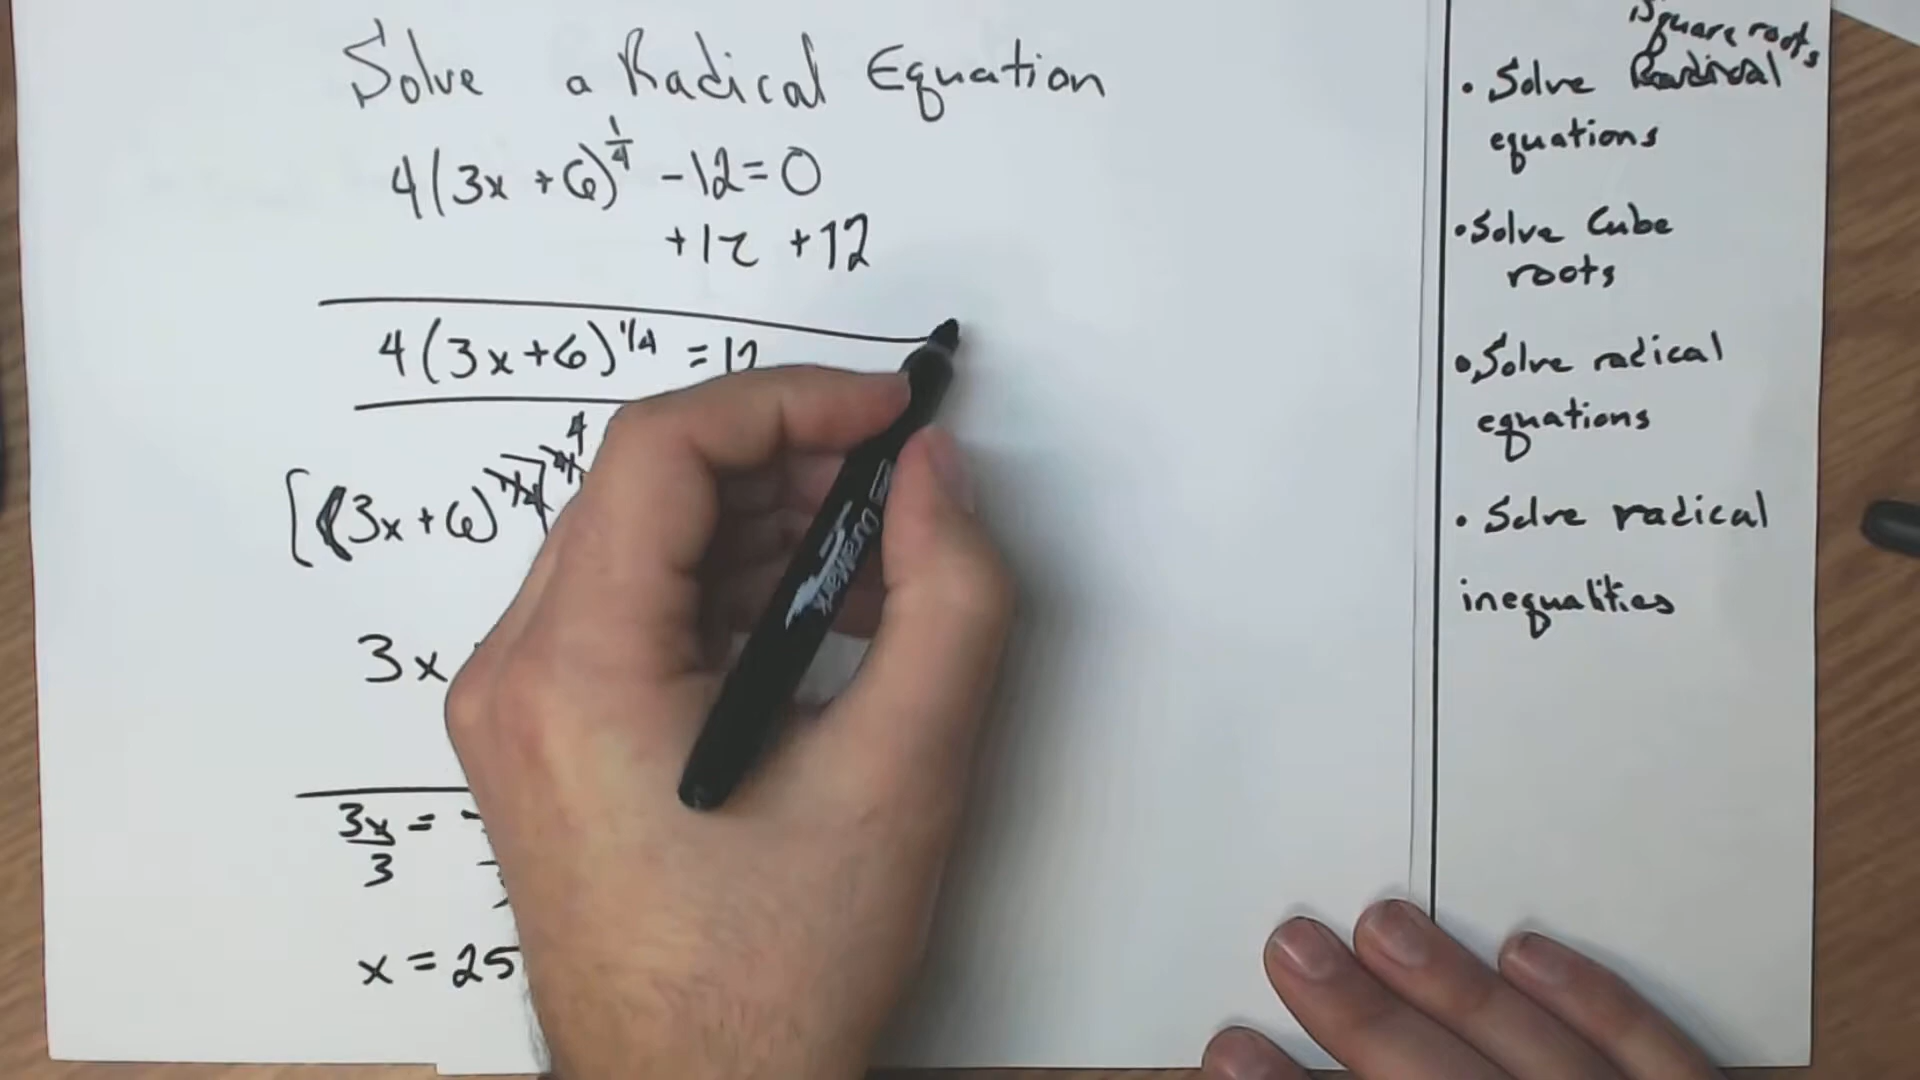 Solve a Radical Equation
4(3x+6)^1/4 -12=0
+12 +12
4(3x+6)^1/4 =12
4
[(3x+6)
3x
3x =
3
x = 25
Square roots
• Solve Radical
equations
• Solve Cube
roots
• Solve radical
equations
• Solve radical
inequalities
DuraMark